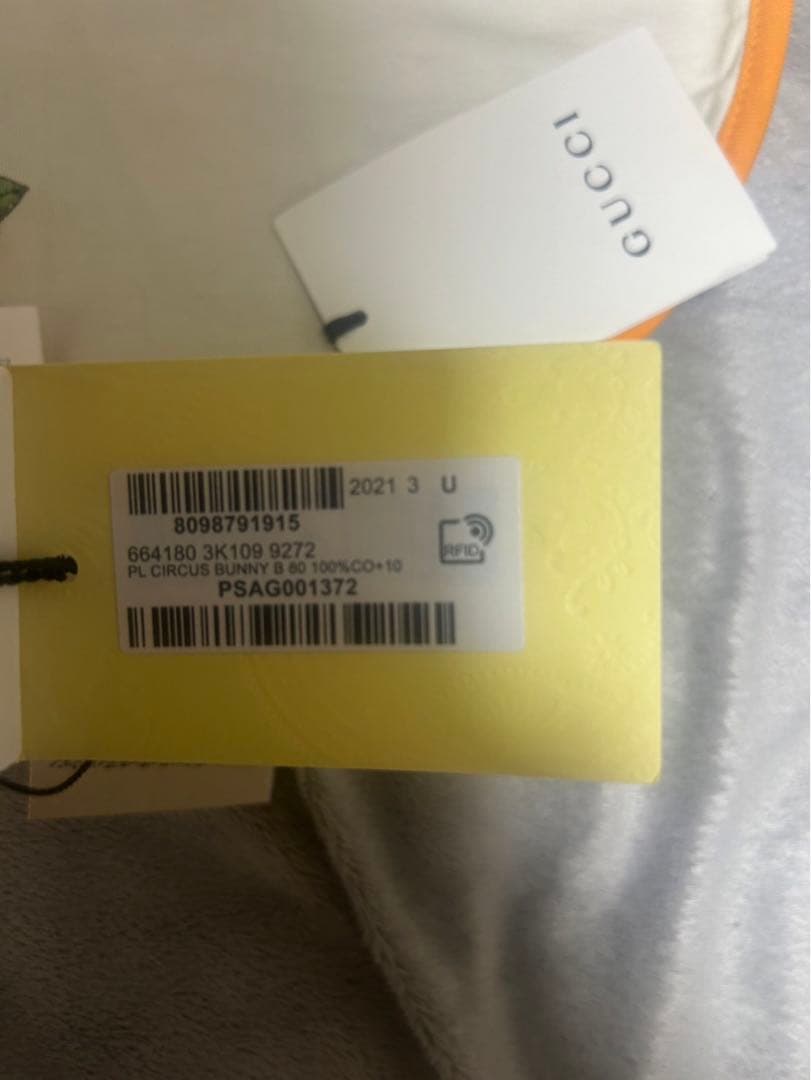 GUCCI
2021 3 U
8098791915
664180 3K109 9272
PL CIRCUS BUNNY B 80 100%CO+10
RFID
PSAG001372